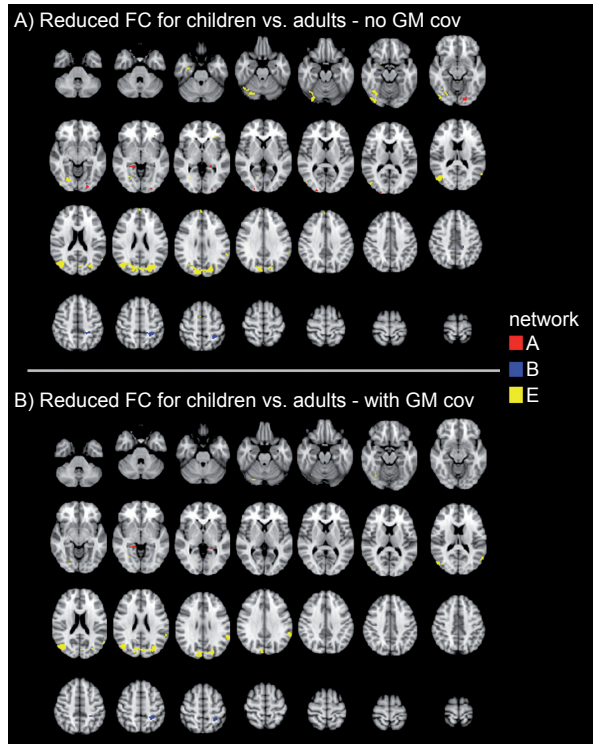 A) Reduced FC for children vs. adults - no GM cov
network
A
B
E
B) Reduced FC for children vs. adults - with GM cov